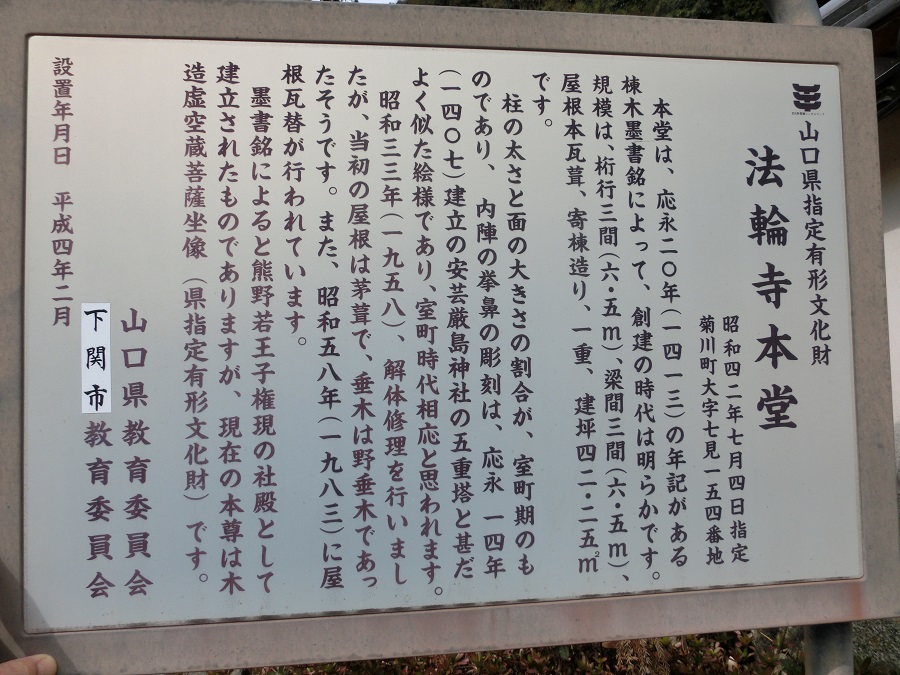 山口県指定有形文化財
法輪寺本堂
昭和四二年七月四日指定
菊川町大字七見一五四番地
本堂は、応永二〇年(一四一三)の年記がある
棟木墨書銘によって、創建の時代は明らかです。
規模は、桁行三間(六・五m)、梁間三間(六・五m)、
屋根本瓦葺、寄棟造り、一重、建坪四二・二五㎡
です。
柱の太さと面の大きさの割合が、室町期のも
のであり、内陣の挙鼻の彫刻は、応永一四年
(一四〇七)建立の安芸厳島神社の五重塔と甚だ
よく似た絵様であり、室町時代相応と思われます。
昭和三三年(一九五八)、解体修理を行いまし
たが、当初の屋根は茅葺で、垂木は野垂木であっ
たそうです。また、昭和五八年(一九八三)に屋
根瓦替が行われています。
墨書銘によると熊野若王子権現の社殿として
建立されたものでありますが、現在の本尊は木
造虚空蔵菩薩坐像(県指定有形文化財)です。
山口県教育委員会
下関市教育委員会
設置年月日 平成四年二月